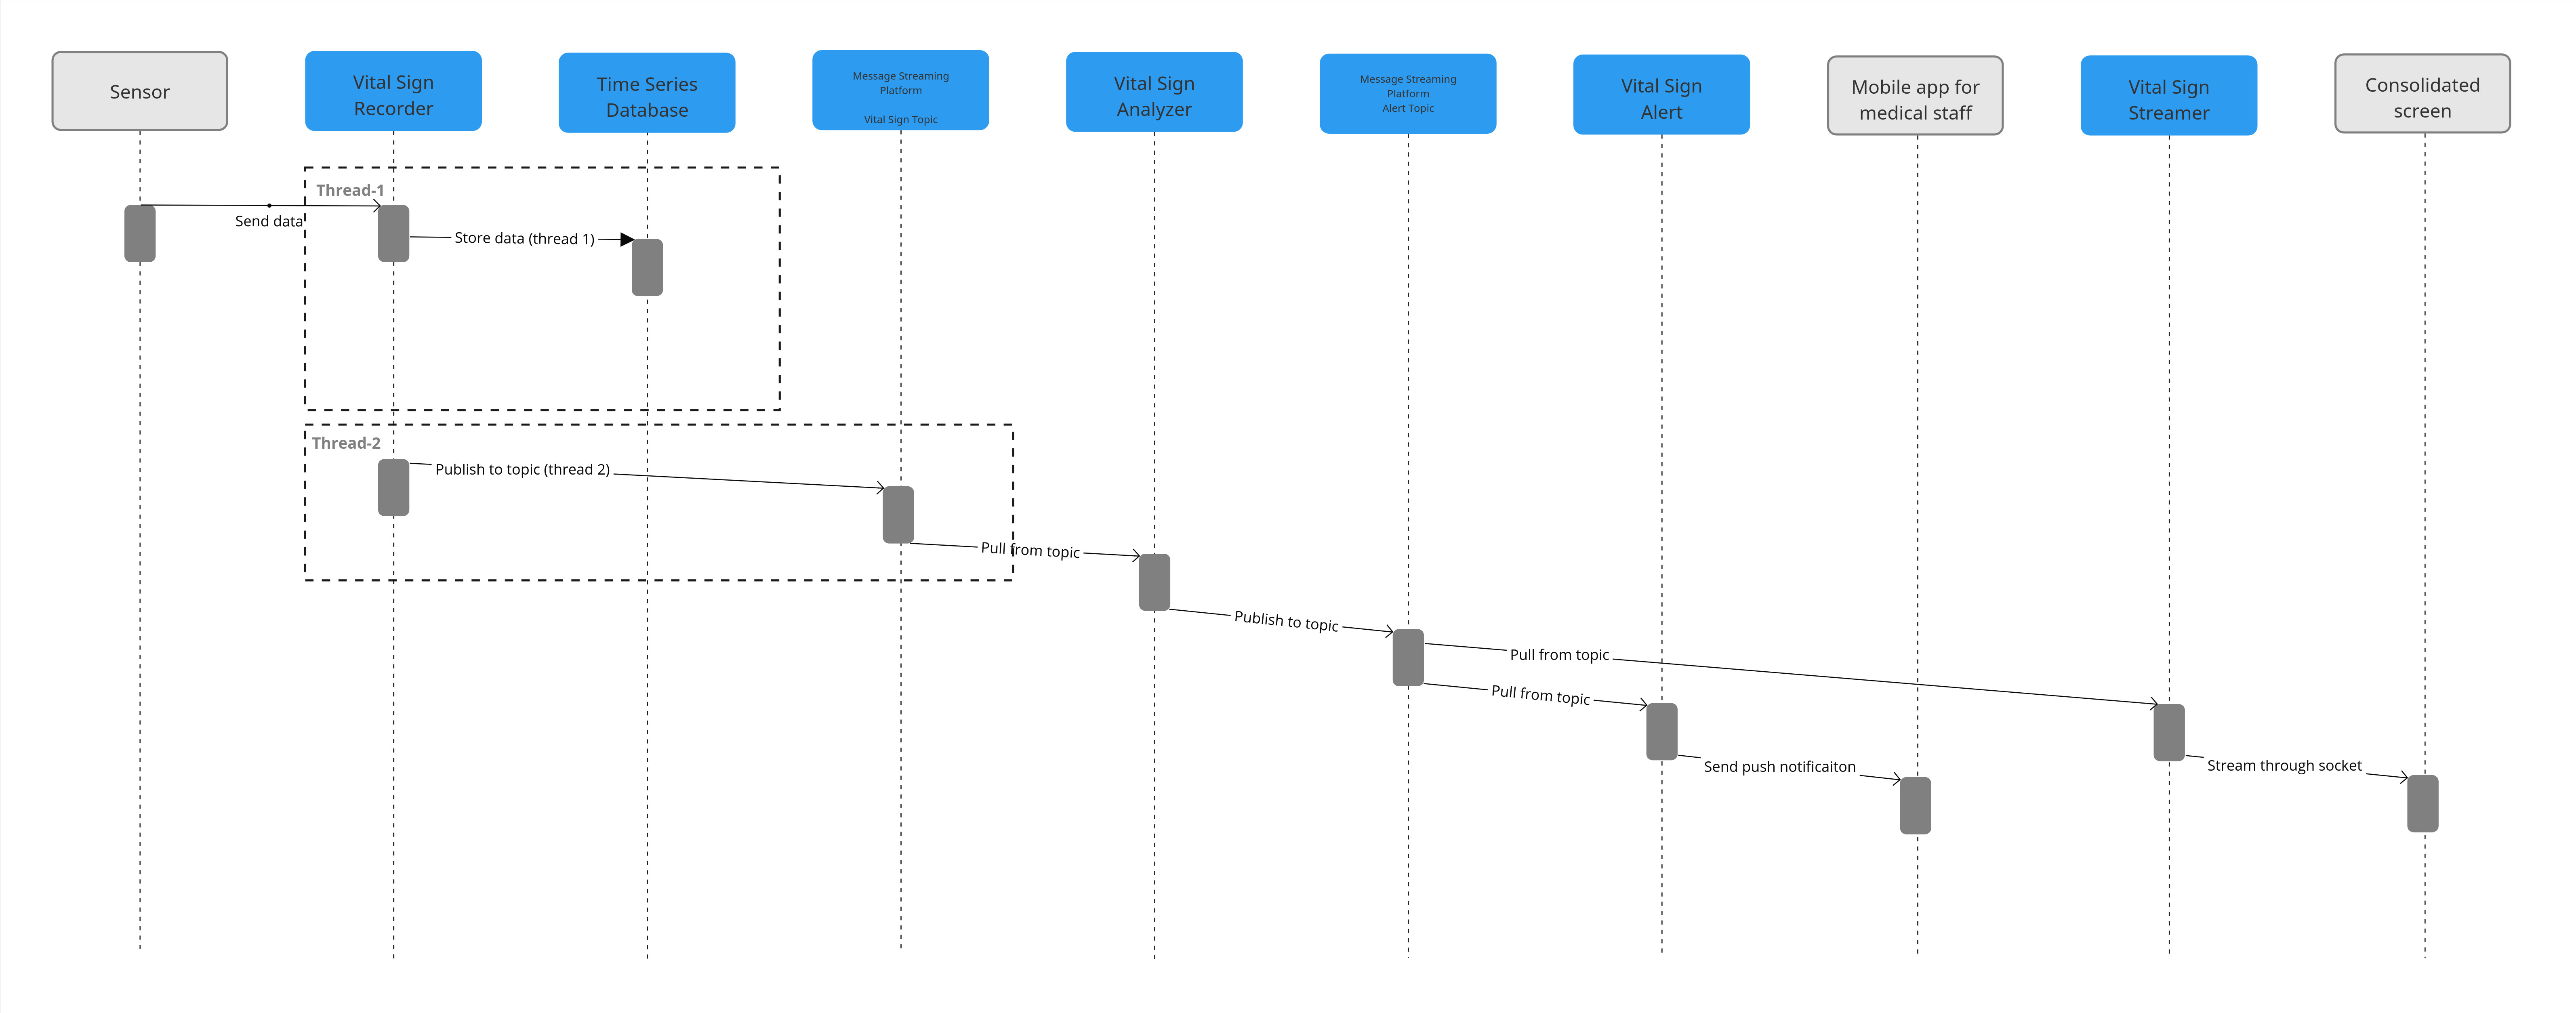 Sensor
Vital Sign
Recorder
Time Series
Database
Message Streaming
Platform
Vital Sign Topic
Vital Sign
Analyzer
Message Streaming
Platform
Alert Topic
Vital Sign
Alert
Mobile app for
medical staff
Vital Sign
Streamer
Consolidated
screen
Thread-1
Send data
Store data (thread 1)
Thread-2
Publish to topic (thread 2)
Pull from topic
Publish to topic
Pull from topic
Pull from topic
Send push notificaiton
Stream through socket